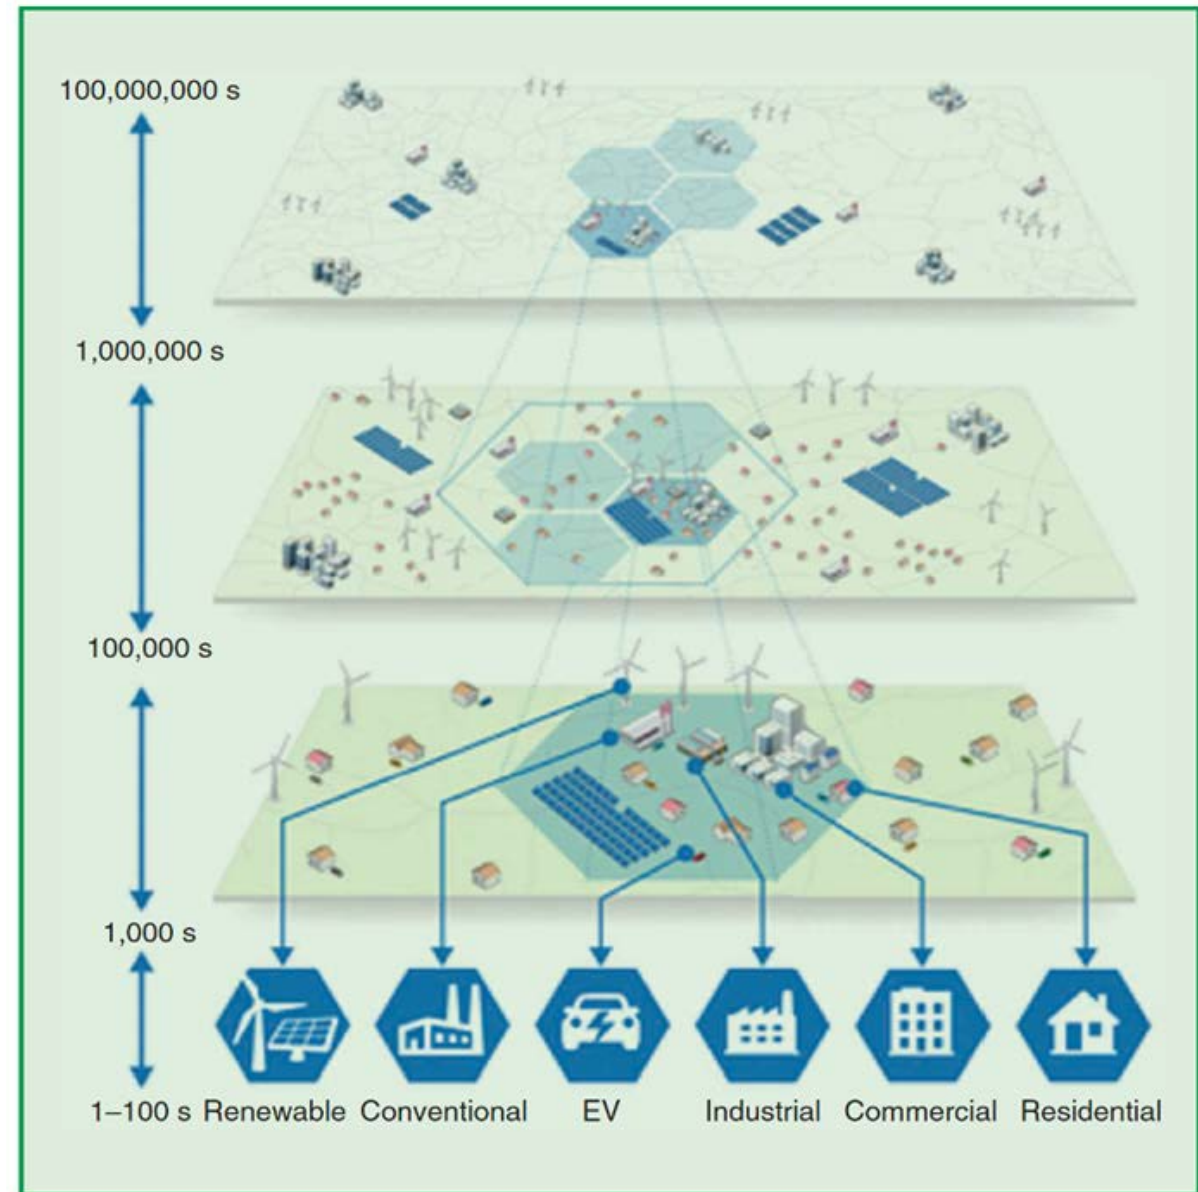 100,000,000 s
1,000,000 s
100,000 s
1,000 s
1–100 s Renewable Conventional EV Industrial Commercial Residential